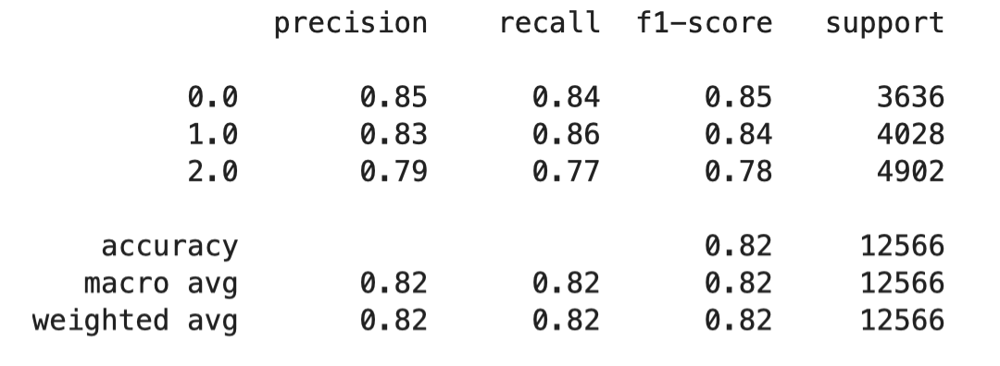 precision recall f1-score support
0.0 0.85 0.84 0.85 3636
1.0 0.83 0.86 0.84 4028
2.0 0.79 0.77 0.78 4902
accuracy 0.82 12566
macro avg 0.82 0.82 0.82 12566
weighted avg 0.82 0.82 0.82 12566